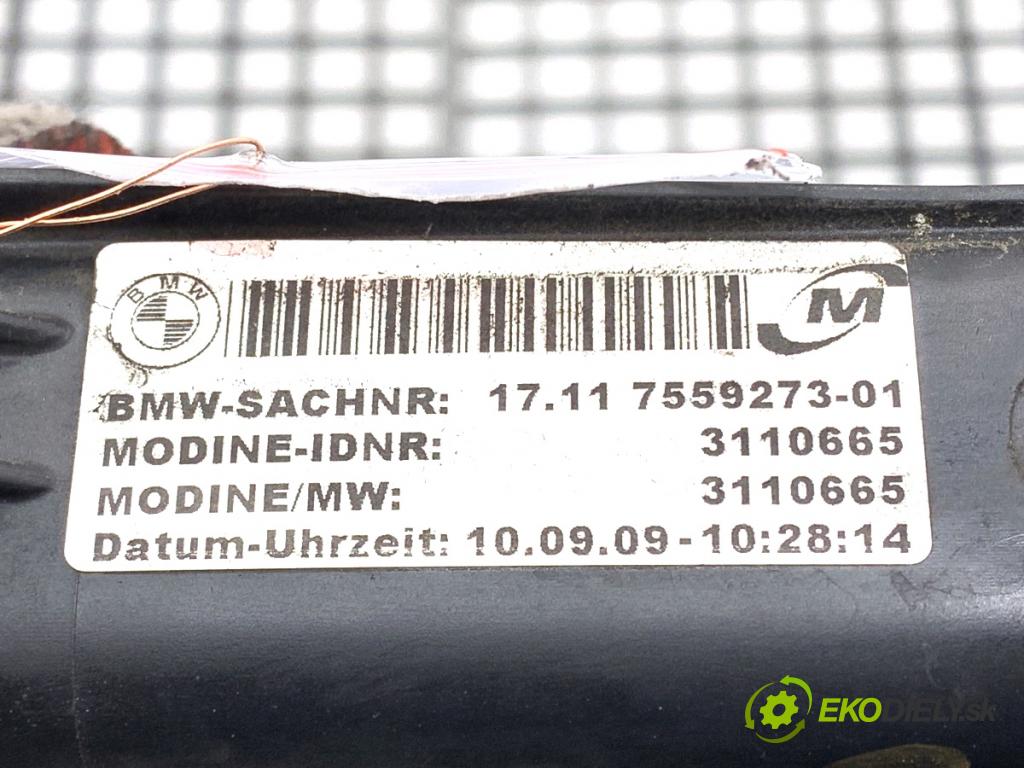 BMW
M
BMW-SACHNR: 17.11 7559273-01
MODINE-IDNR: 3110665
MODINE/MW: 3110665
Datum-Uhrzeit: 10.09.09-10:28:14
EKODIELY.sk